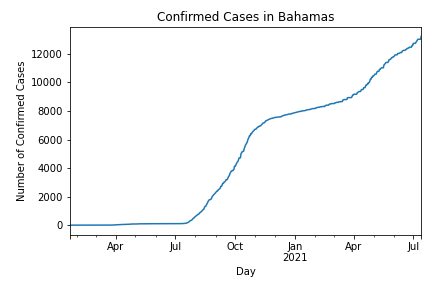 Confirmed Cases in Bahamas
Number of Confirmed Cases
12000
10000
8000
6000
4000
2000
0
Apr Jul Oct Jan Apr Jul
2021
Day